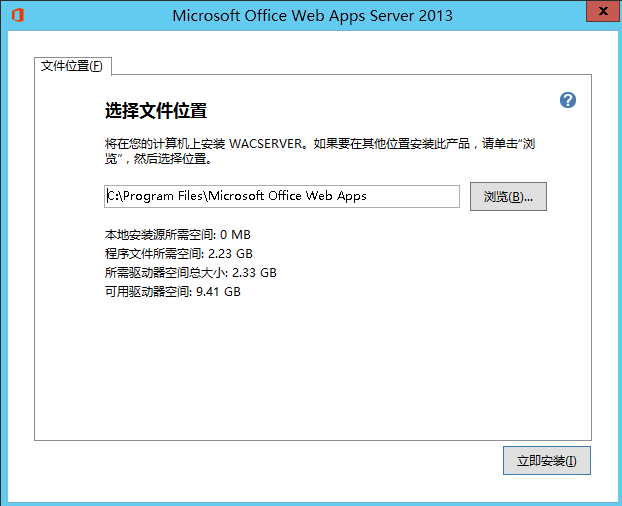 Microsoft Office Web Apps Server 2013
x
文件位置(F)
选择文件位置
?
将在您的计算机上安装 WACSERVER。如果要在其他位置安装此产品，请单击"浏
览"，然后选择位置。
C:\Program Files\Microsoft Office Web Apps
浏览(B)...
本地安装源所需空间: 0 MB
程序文件所需空间: 2.23 GB
所需驱动器空间总大小: 2.33 GB
可用驱动器空间: 9.41 GB
立即安装(I)